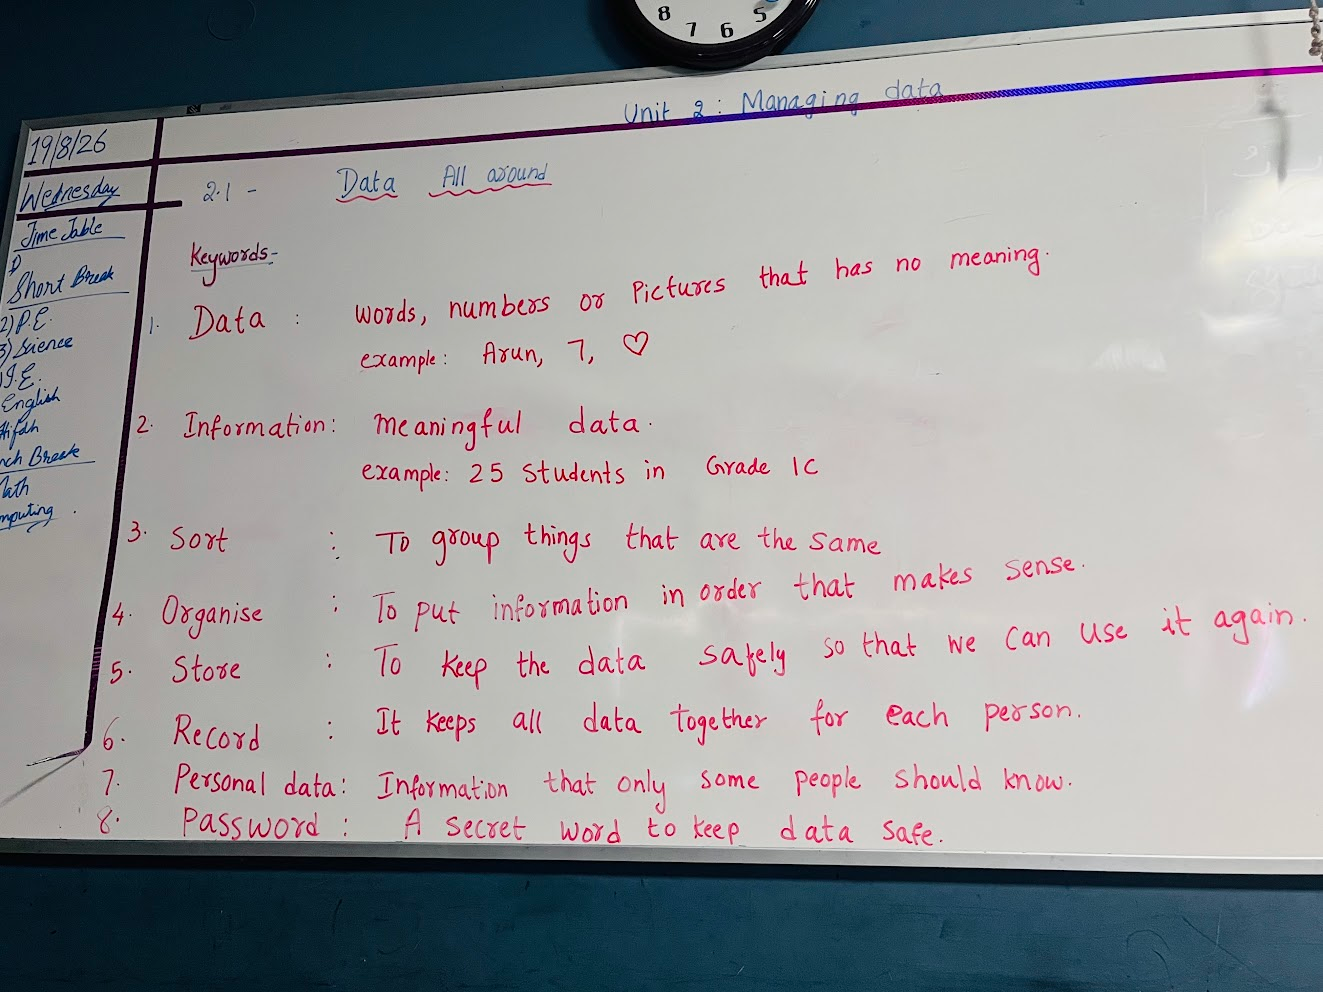 8 7 6 5
Unit 2 : Managing data
19/8/26
Wednesday
Time Table
Short Break
2) P.E.
3) Science
I.E.
English
Hifdh
Break
Math
2.1 - Data All around
Keywords-
1. Data : words, numbers or Pictures that has no meaning.
example: Arun, 7, ♡
2. Information: meaningful data.
example: 25 Students in Grade 1C
3. Sort : To group things that are the same
4. Organise : To put information in order that makes sense.
5. Store : To keep the data safely so that we can use it again.
6. Record : It keeps all data together for each person.
7. Personal data: Information that only some people should know.
8. Password : A secret word to keep data safe.